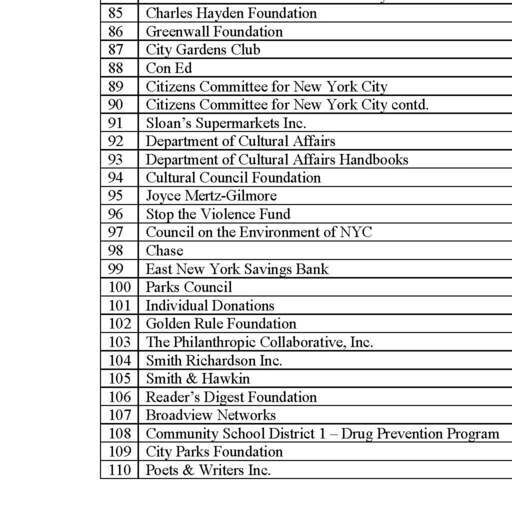 85 Charles Hayden Foundation
86 Greenwall Foundation
87 City Gardens Club
88 Con Ed
89 Citizens Committee for New York City
90 Citizens Committee for New York City contd.
91 Sloan's Supermarkets Inc.
92 Department of Cultural Affairs
93 Department of Cultural Affairs Handbooks
94 Cultural Council Foundation
95 Joyce Mertz-Gilmore
96 Stop the Violence Fund
97 Council on the Environment of NYC
98 Chase
99 East New York Savings Bank
100 Parks Council
101 Individual Donations
102 Golden Rule Foundation
103 The Philanthropic Collaborative, Inc.
104 Smith Richardson Inc.
105 Smith & Hawkin
106 Reader's Digest Foundation
107 Broadview Networks
108 Community School District 1 – Drug Prevention Program
109 City Parks Foundation
110 Poets & Writers Inc.